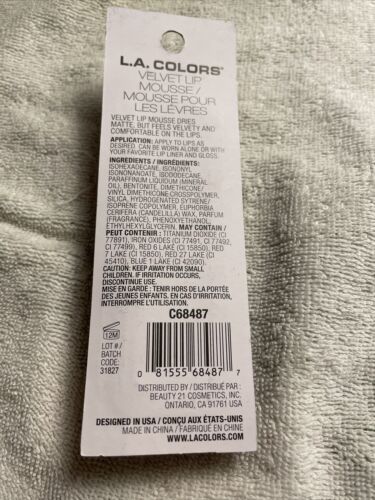 L.A. COLORS®
VELVET LIP
MOUSSE /
MOUSSE POUR
LES LÈVRES
VELVET LIP MOUSSE DRIES
MATTE, BUT FEELS VELVETY AND
COMFORTABLE ON THE LIPS.
APPLICATION: APPLY TO LIPS AS
DESIRED. CAN BE WORN ALONE OR WITH
YOUR FAVORITE LIP LINER AND GLOSS.
INGREDIENTS / INGRÉDIENTS:
ISOHEXADECANE, ISONONYL
ISONONANOATE, ISODODECANE,
PARAFFINUM LIQUIDUM (MINERAL
OIL), BENTONITE, DIMETHICONE/
VINYL DIMETHICONE CROSSPOLYMER,
SILICA, HYDROGENATED SYTRENE/
ISOPRENE COPOLYMER, EUPHORBIA
CERIFERA (CANDELILLA) WAX, PARFUM
(FRAGRANCE), PHENOXYETHANOL,
ETHYLHEXYLGLYCERIN. MAY CONTAIN /
PEUT CONTENIR : TITANIUM DIOXIDE (CI
77891), IRON OXIDES (CI 77491, CI 77492,
CI 77499), RED 6 LAKE (CI 15850), RED
7 LAKE (CI 15850), RED 27 LAKE (CI
45410), BLUE 1 LAKE (CI 42090).
CAUTION: KEEP AWAY FROM SMALL
CHILDREN. IF IRRITATION OCCURS,
DISCONTINUE USE.
MISE EN GARDE : TENIR HORS DE LA PORTÉE
DES JEUNES ENFANTS. EN CAS D'IRRITATION,
INTERROMPRE L'UTILISATION.
C68487
12M
LOT # /
BATCH
CODE:
31827
0 81555 68487 7
DISTRIBUTED BY / DISTRIBUÉ PAR :
BEAUTY 21 COSMETICS, INC.
ONTARIO, CA 91761 USA
DESIGNED IN USA / CONÇU AUX ÉTATS-UNIS
MADE IN CHINA / FABRIQUÉ EN CHINE
WWW.LACOLORS.COM